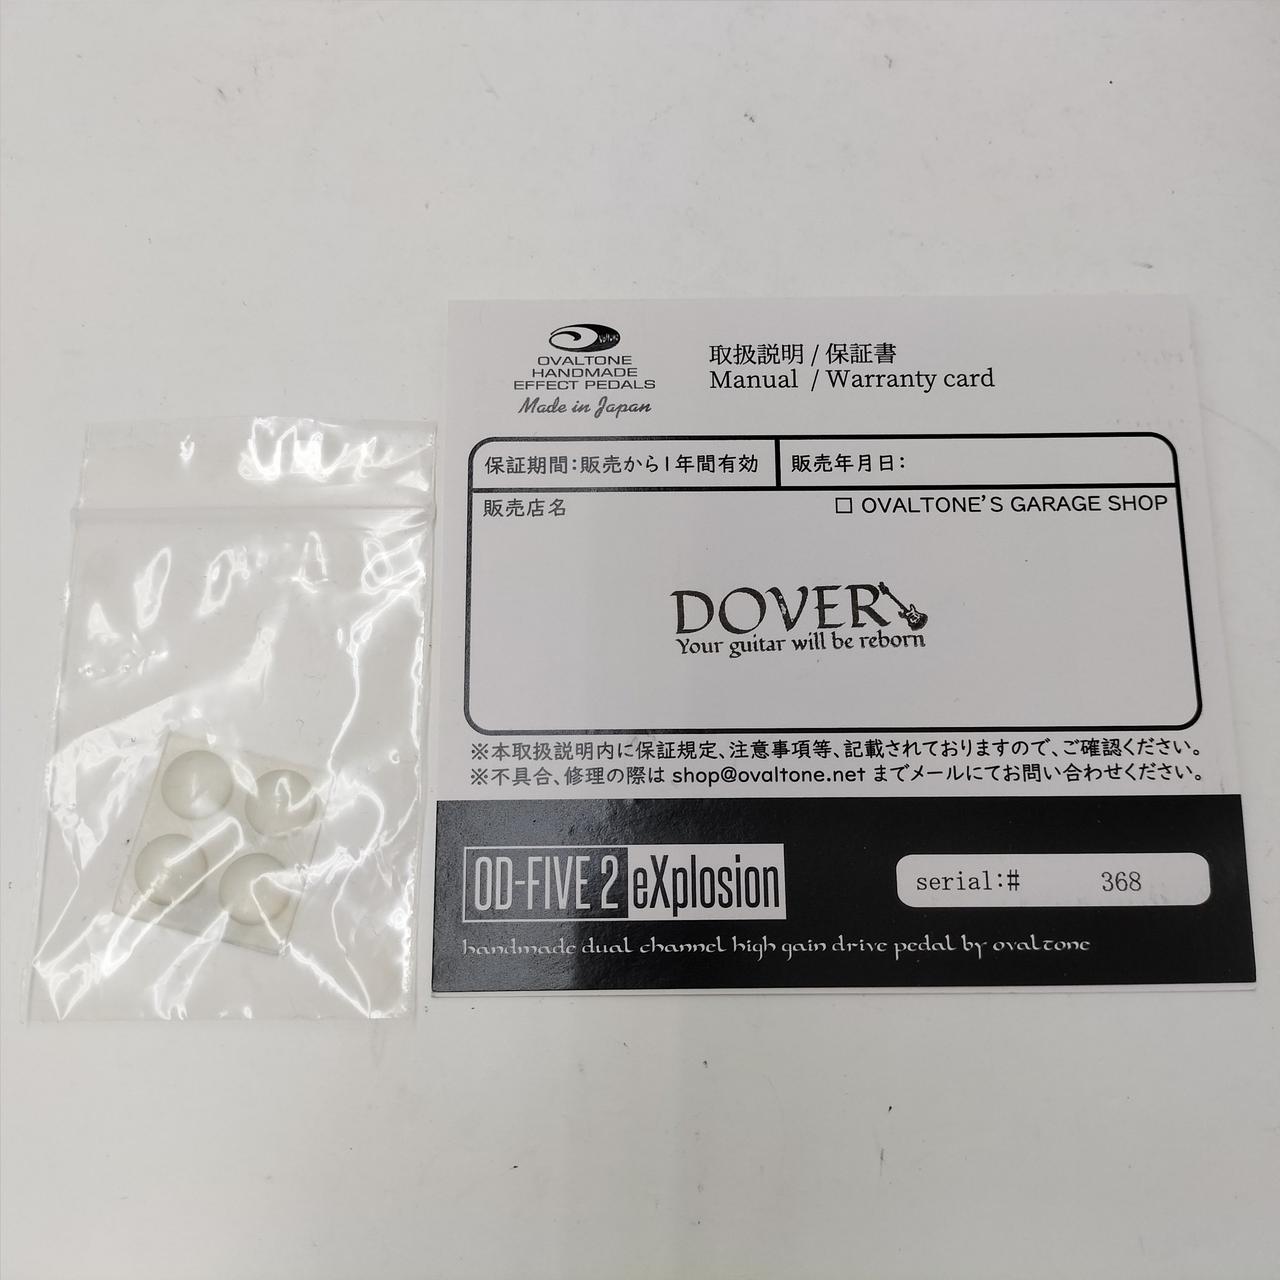 Ovaltone
OVALTONE
HANDMADE
EFFECT PEDALS
Made in Japan
取扱説明 / 保証書
Manual / Warranty card
保証期間：販売から1年間有効
販売年月日：
販売店名
□ OVALTONE'S GARAGE SHOP
DOVER
Your guitar will be reborn
※本取扱説明内に保証規定、注意事項等、記載されておりますので、ご確認ください。
※不具合、修理の際は shop@ovaltone.net までメールにてお問い合わせください。
OD-FIVE 2 eXplosion
serial:# 368
handmade dual channel high gain drive pedal by ovaltone